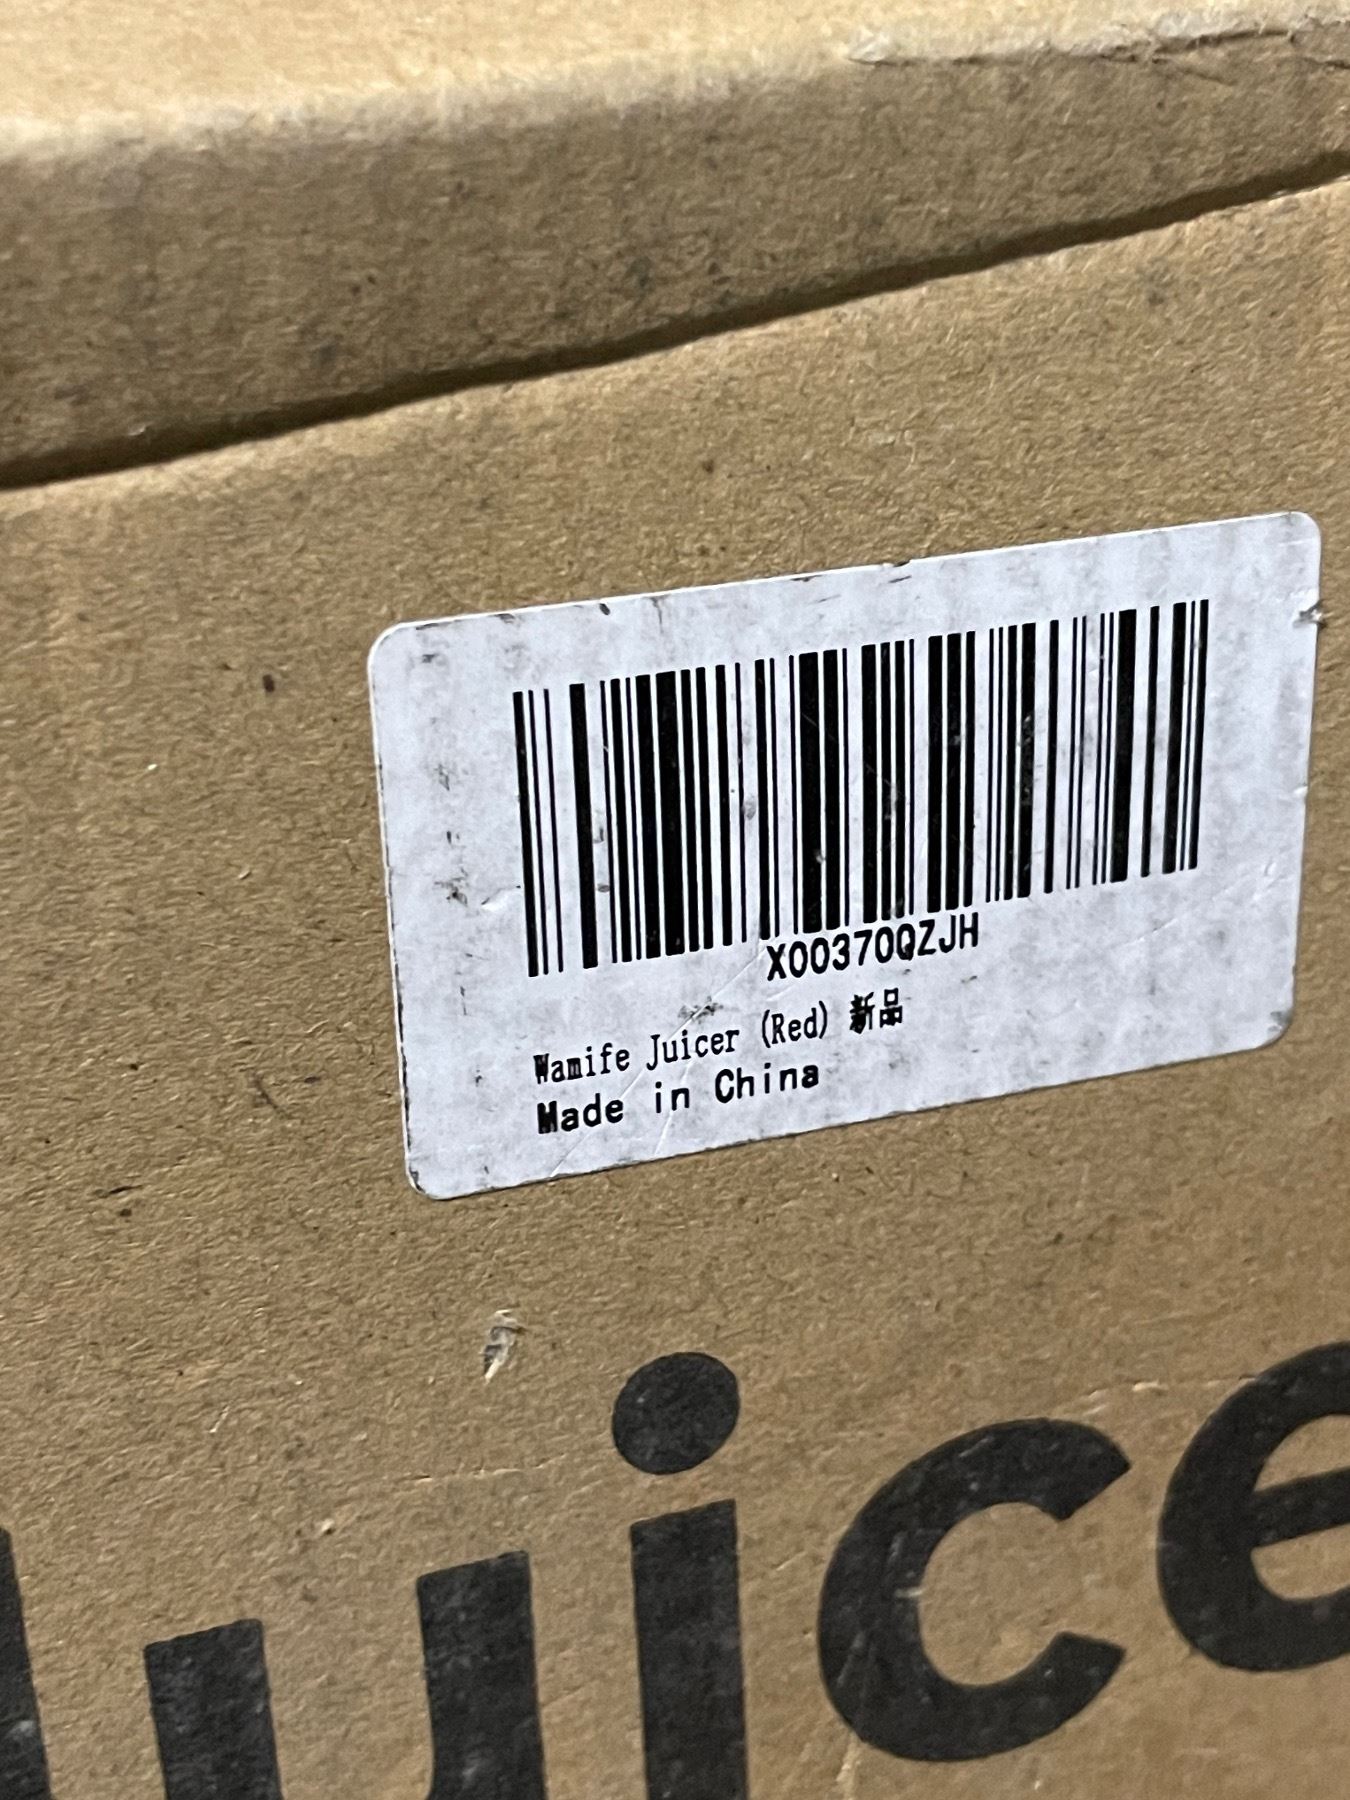 X00370QZJH
Wamife Juicer (Red) 新品
Made in China
Juice